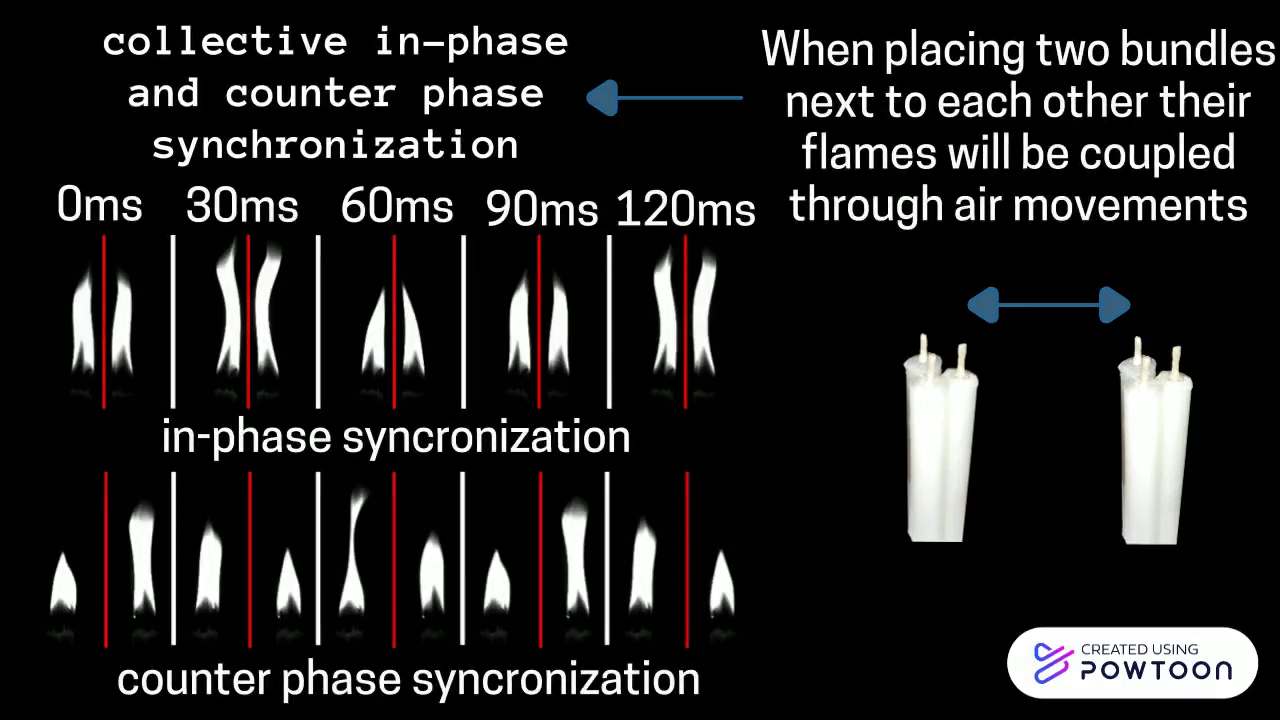 collective in-phase
and counter phase
synchronization
When placing two bundles
next to each other their
flames will be coupled
through air movements
0ms 30ms 60ms 90ms 120ms
in-phase syncronization
counter phase syncronization
CREATED USING
POWTOON